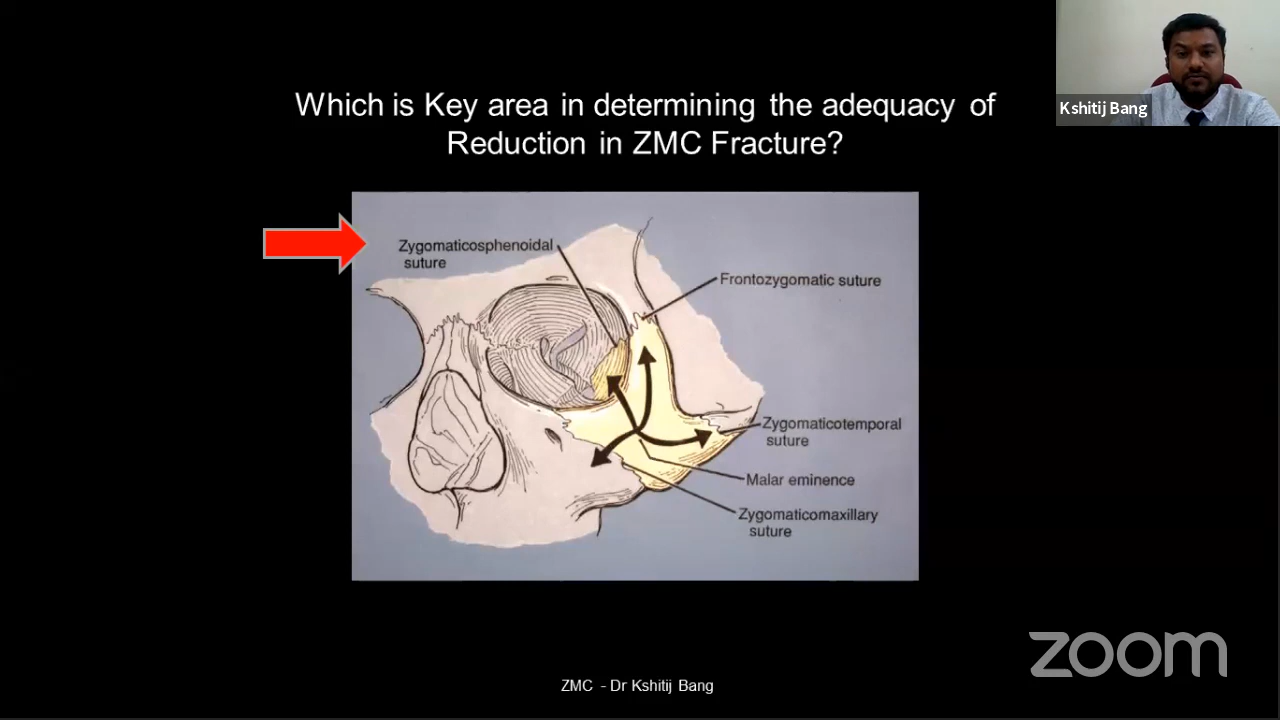 Kshitij Bang
Which is Key area in determining the adequacy of
Reduction in ZMC Fracture?
Zygomaticosphenoidal
suture
Frontozygomatic suture
Zygomaticotemporal
suture
Malar eminence
Zygomaticomaxillary
suture
zoom
ZMC - Dr Kshitij Bang